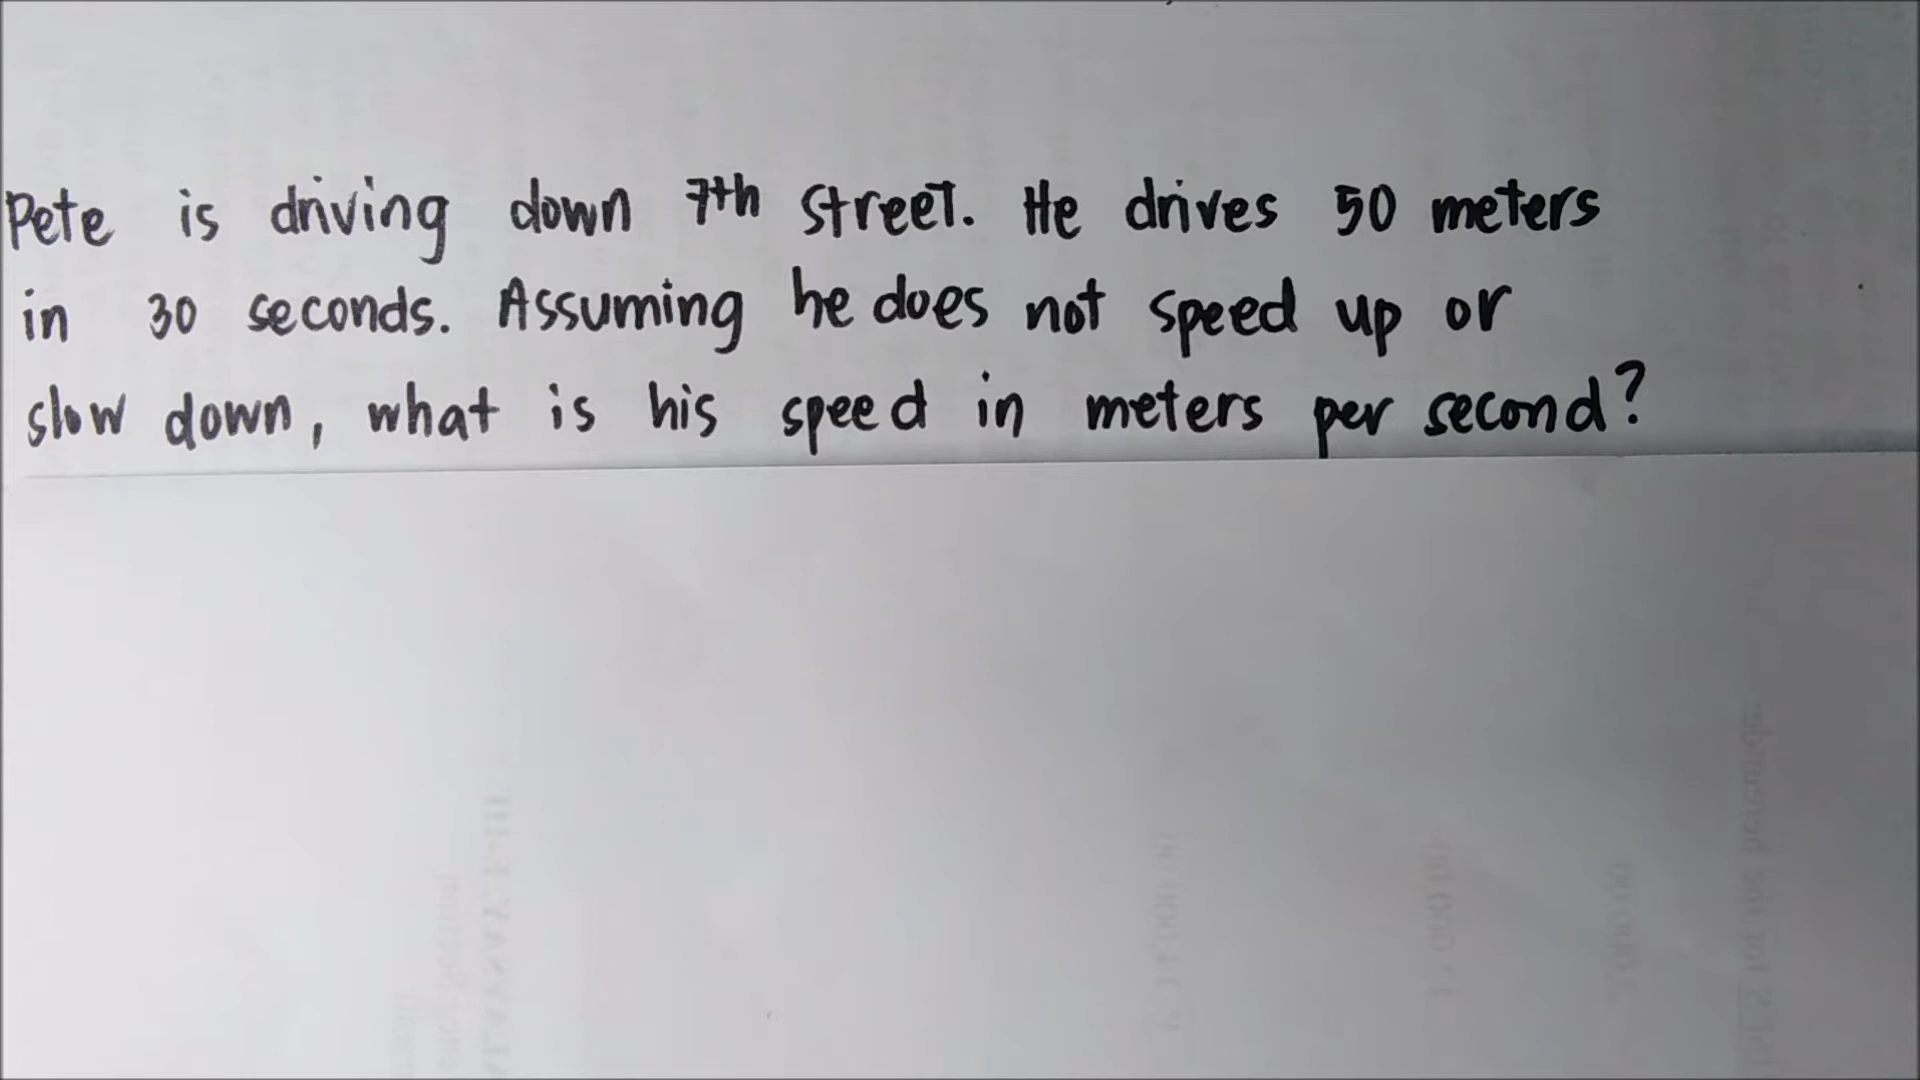 Pete is driving down 7th street. He drives 50 meters
in 30 seconds. Assuming he does not speed up or
slow down, what is his speed in meters per second?